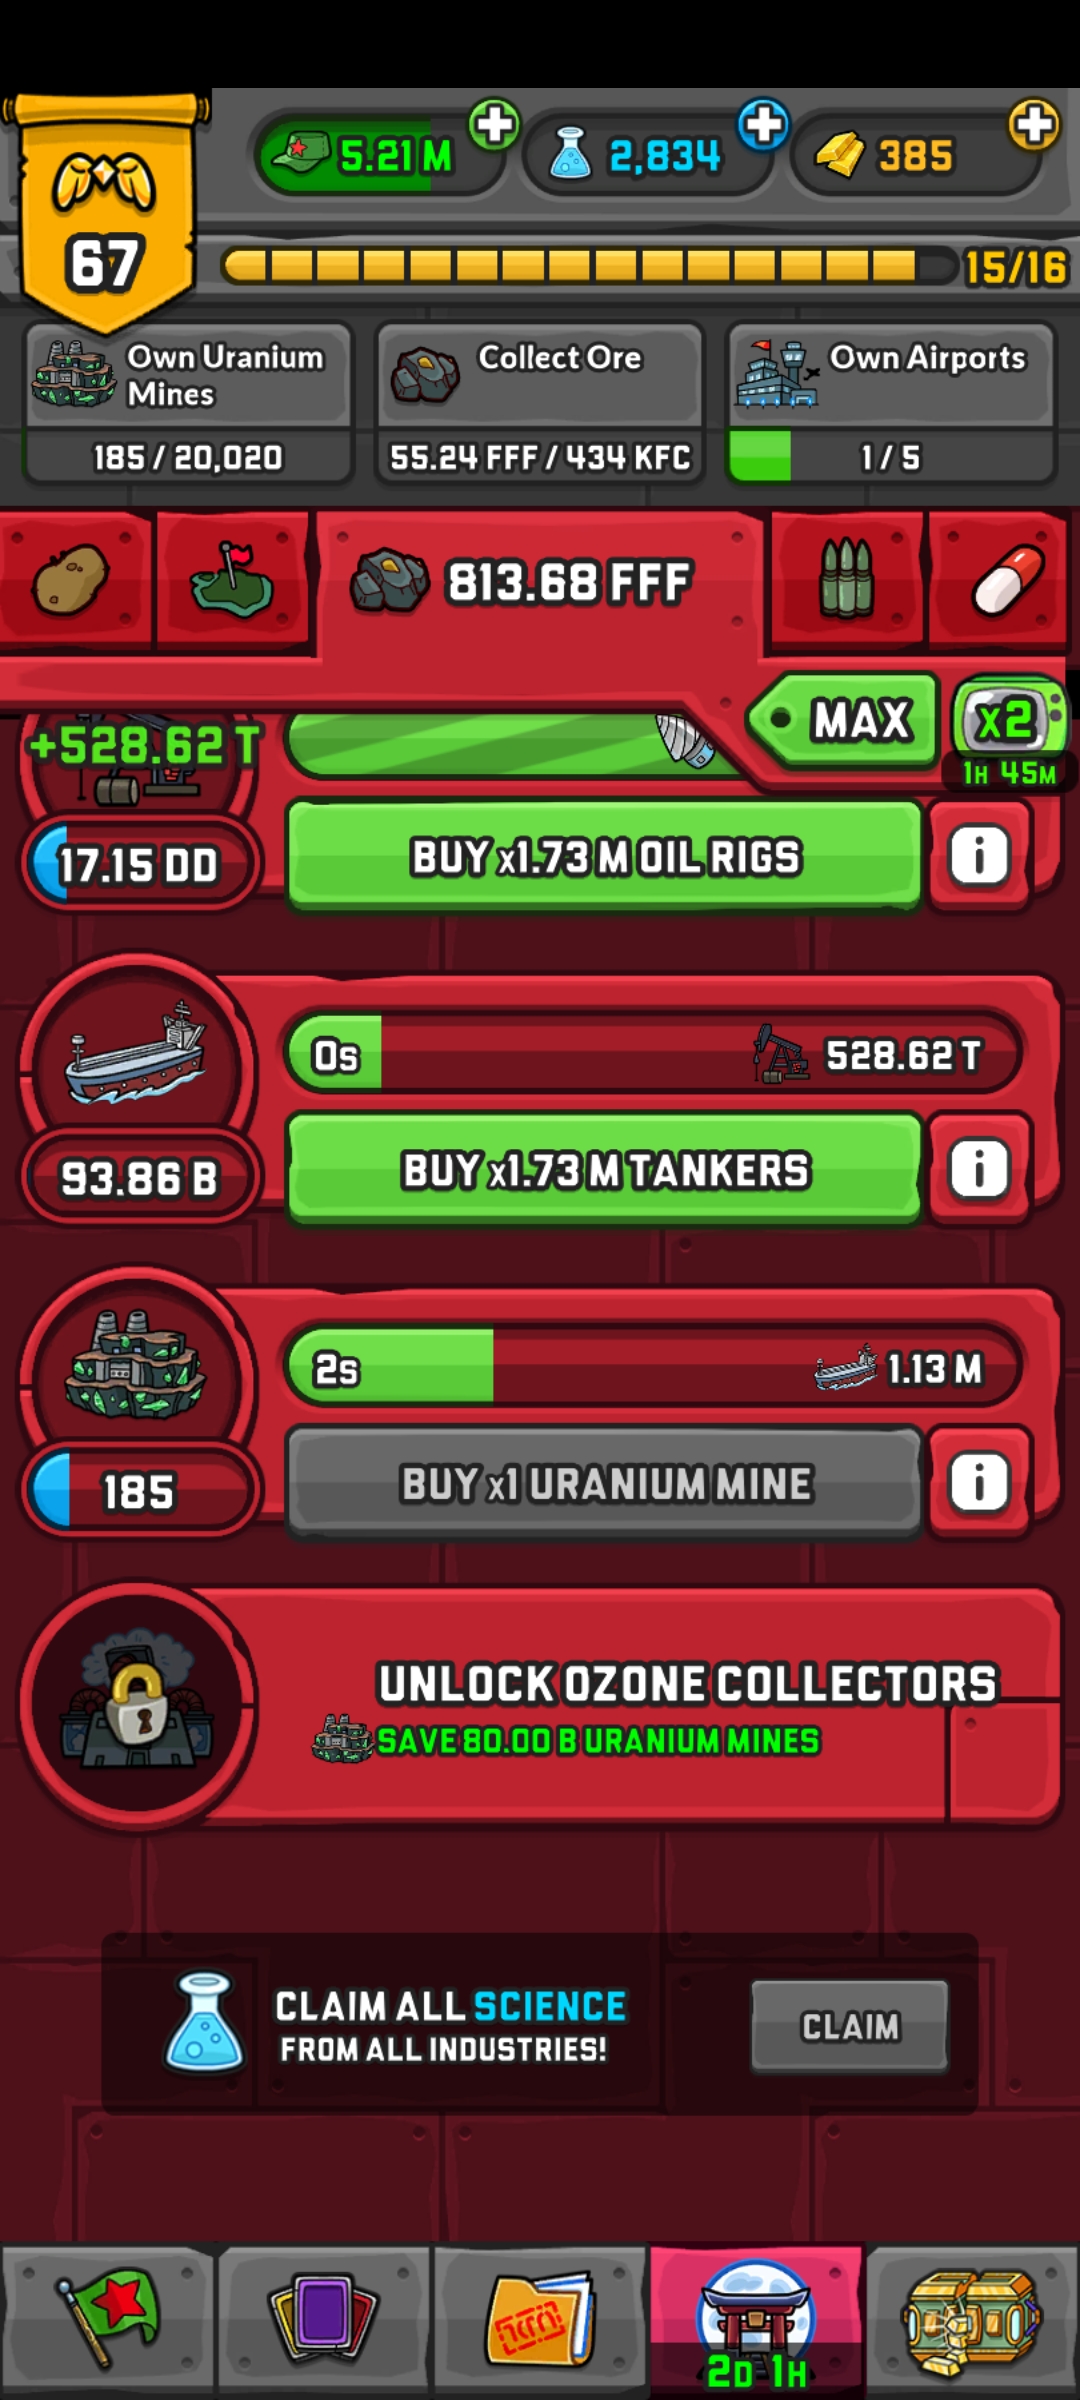 5.21 M
2,834
385
67
15/16
Own Uranium
Mines
185 / 20,020
Collect Ore
55.24 FFF / 434 KFC
Own Airports
1 / 5
813.68 FFF
MAX
x2
1H 45M
+528.62 T
17.15 DD
BUY x1.73 M OIL RIGS
i
0s
528.62 T
93.86 B
BUY x1.73 M TANKERS
i
2s
1.13 M
185
BUY x1 URANIUM MINE
i
UNLOCK OZONE COLLECTORS
SAVE 80.00 B URANIUM MINES
CLAIM ALL SCIENCE
FROM ALL INDUSTRIES!
CLAIM
2D 1H